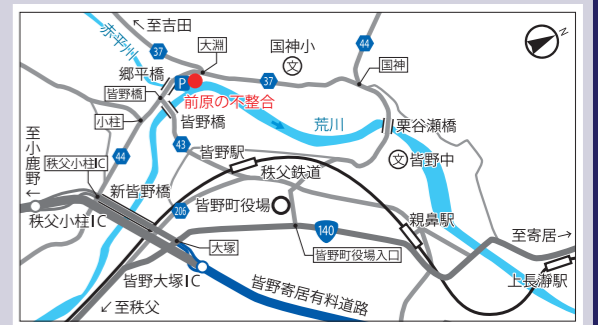 ↖至吉田
赤平州
37
大淵
国神小
文
44
N
郷平橋
P
37
国神
皆野橋
前原の不整合
小柱
皆野橋
荒川
栗谷瀬橋
至小鹿野←
44
43
皆野駅
文皆野中
秩父小柱IC
秩父鉄道
新皆野橋
206
皆野町役場
親鼻駅
秩父小柱IC
140
至寄居→
大塚
皆野町役場入口
上長瀞駅
皆野大塚IC
皆野寄居有料道路
↙至秩父